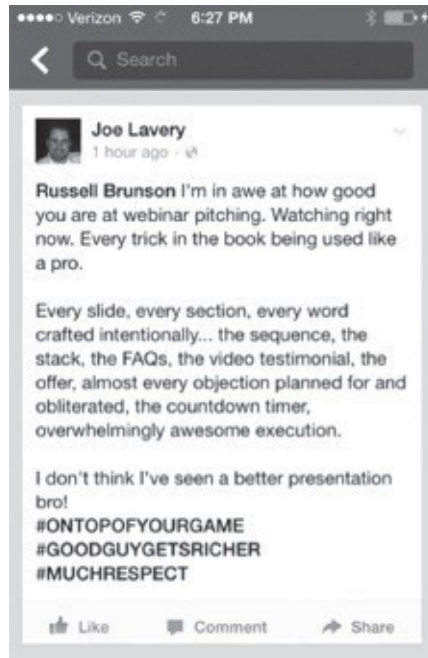 Verizon 6:27 PM
Search
Joe Lavery
1 hour ago ·
Russell Brunson I'm in awe at how good
you are at webinar pitching. Watching right
now. Every trick in the book being used like
a pro.
Every slide, every section, every word
crafted intentionally... the sequence, the
stack, the FAQs, the video testimonial, the
offer, almost every objection planned for and
obliterated, the countdown timer,
overwhelmingly awesome execution.
I don't think I've seen a better presentation
bro!
#ONTOPOFYOURGAME
#GOODGUYGETSRICHER
#MUCHRESPECT
Like Comment Share